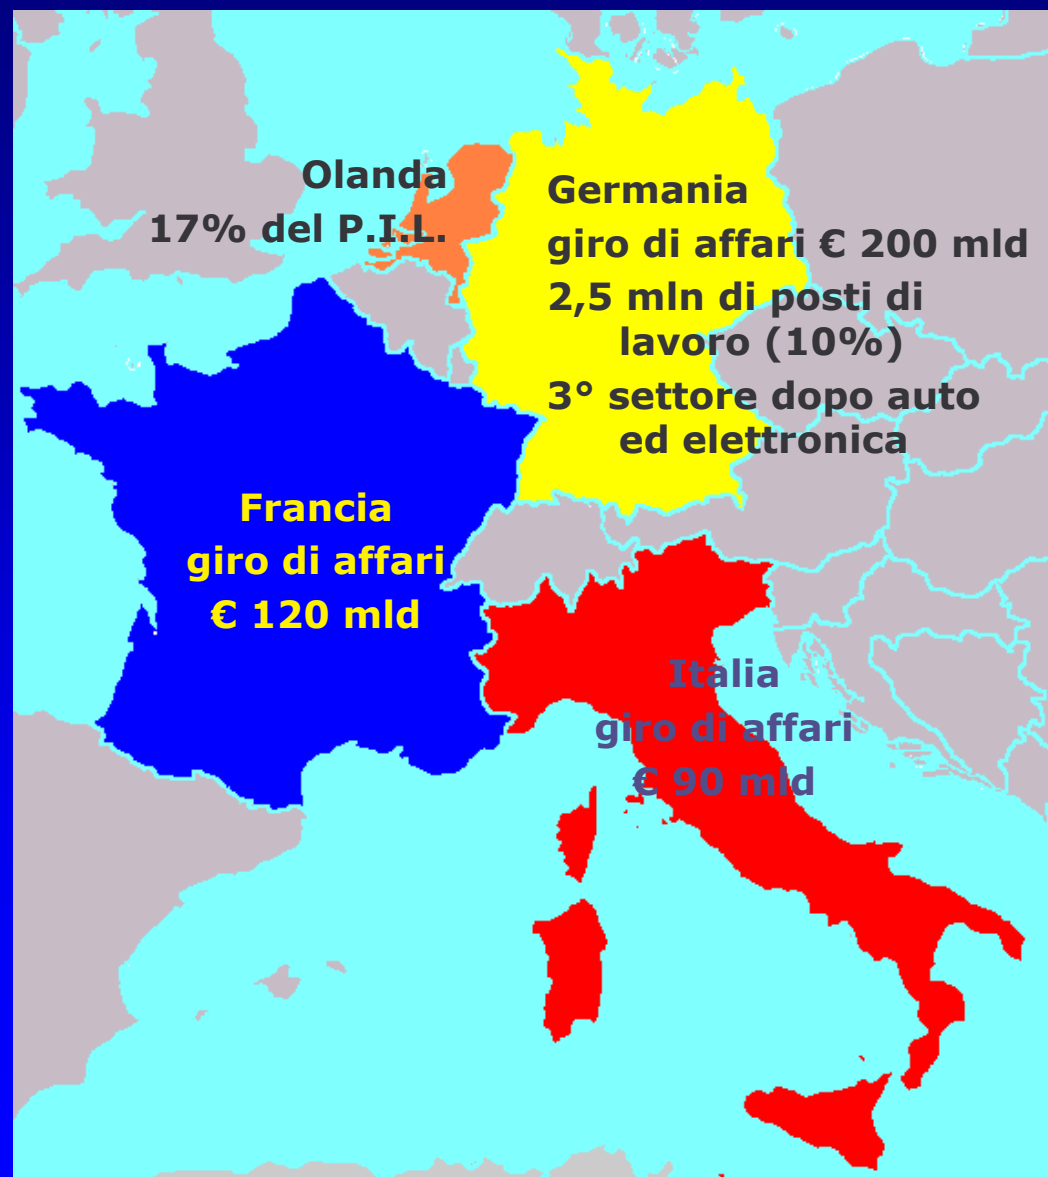 Olanda
17% del P.I.L.
Germania
giro di affari € 200 mld
2,5 mln di posti di
lavoro (10%)
3° settore dopo auto
ed elettronica
Francia
giro di affari
€ 120 mld
Italia
giro di affari
€ 90 mld